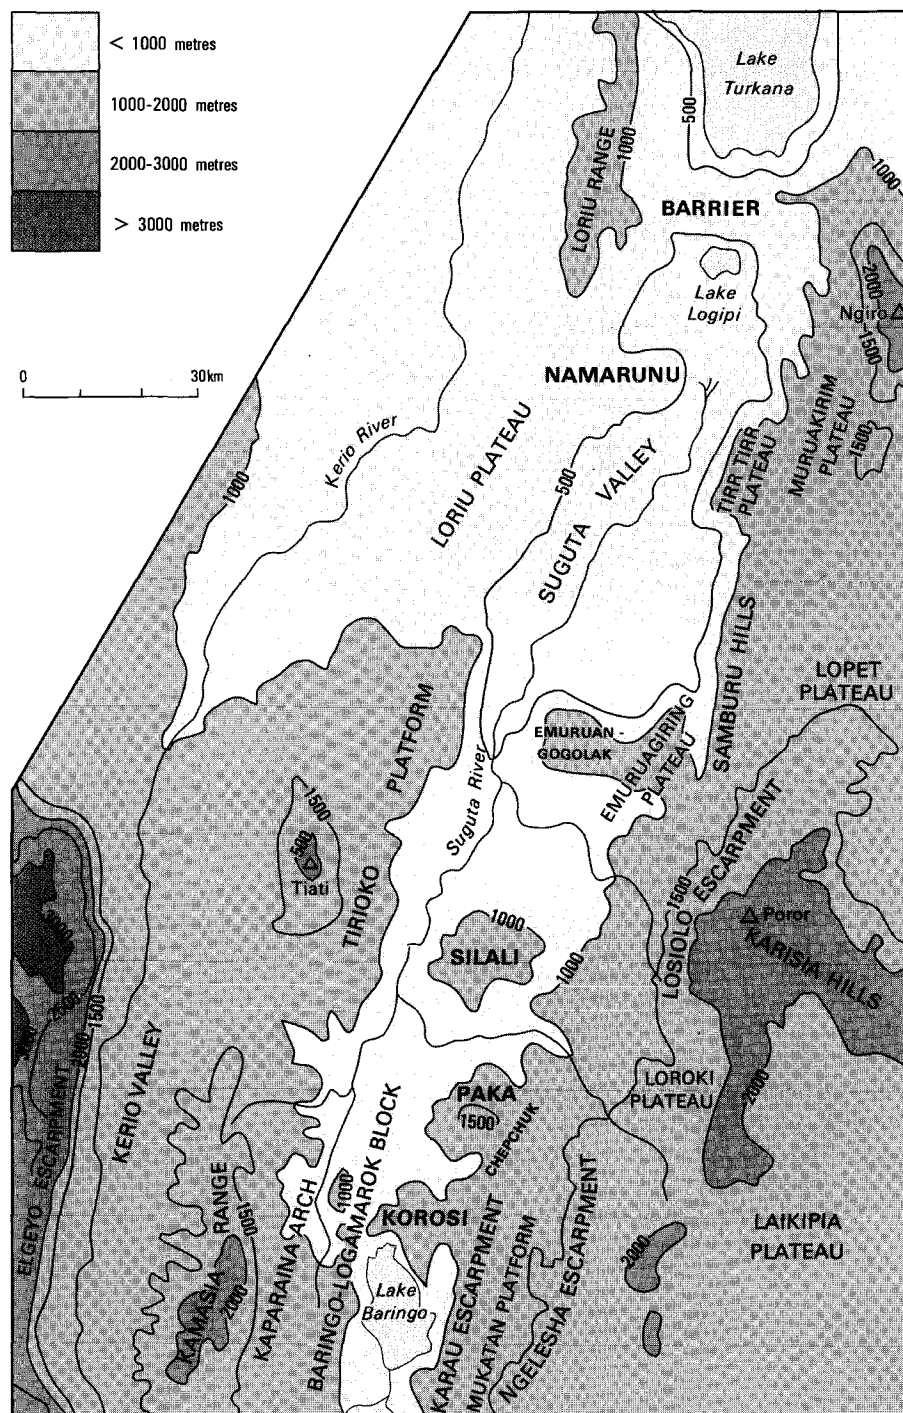 < 1000 metres
1000-2000 metres
2000-3000 metres
> 3000 metres
0
30km
Lake
Turkana
500
1000
LORIU RANGE
1000
BARRIER
2000
Ngiro
1500
Lake
Logipi
NAMARUNU
Kerio River
1000
LORIU PLATEAU
500
SUGUTA VALLEY
TIRR TIRR
PLATEAU
MURUAKIRIM
PLATEAU
1500
SAMBURU HILLS
LOPET
PLATEAU
PLATFORM
TIRIOKO
EMURUAN-
GOGOLAK
EMURUAGIRING
PLATEAU
Suguta River
1500
500
Tiati
1500
LOSIOLO ESCARPMENT
Poror
KARISIA HILLS
3000
2500
2000
1500
1000
SILALI
1000
ELGEYO ESCARPMENT
KERIO VALLEY
PAKA
1500
CHEPCHUK
LOROKI
PLATEAU
2000
KAMASIA
RANGE
1500
2000
KAPARAINA ARCH
1000
BARINGO-LOGAMAROK BLOCK
KOROSI
Lake
Baringo
KARAU ESCARPMENT
MUKATAN PLATFORM
NGELESHA ESCARPMENT
2000
LAIKIPIA
PLATEAU